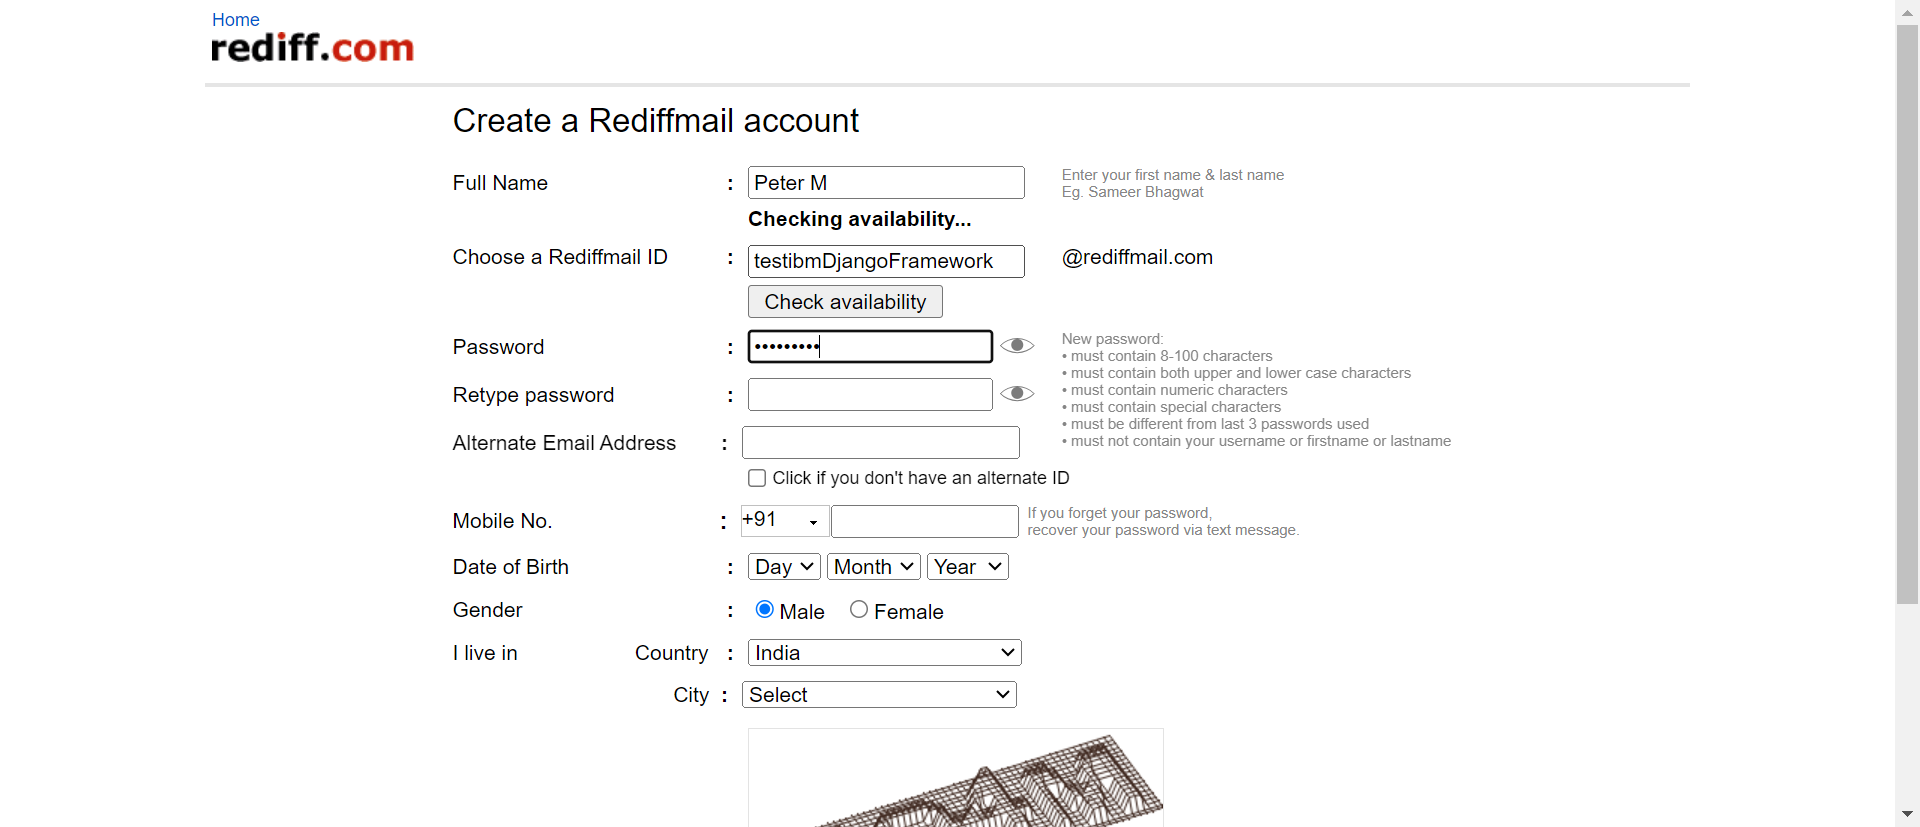 Home
rediff.com
Create a Rediffmail account
Full Name : Peter M
Enter your first name & last name
Eg. Sameer Bhagwat
Checking availability...
Choose a Rediffmail ID : testibmDjangoFramework @rediffmail.com
Check availability
Password : •••••••••
New password:
• must contain 8-100 characters
• must contain both upper and lower case characters
• must contain numeric characters
• must contain special characters
• must be different from last 3 passwords used
• must not contain your username or firstname or lastname
Retype password :
Alternate Email Address :
Click if you don't have an alternate ID
Mobile No. : +91
If you forget your password,
recover your password via text message.
Date of Birth : Day Month Year
Gender : Male Female
I live in Country : India
City : Select